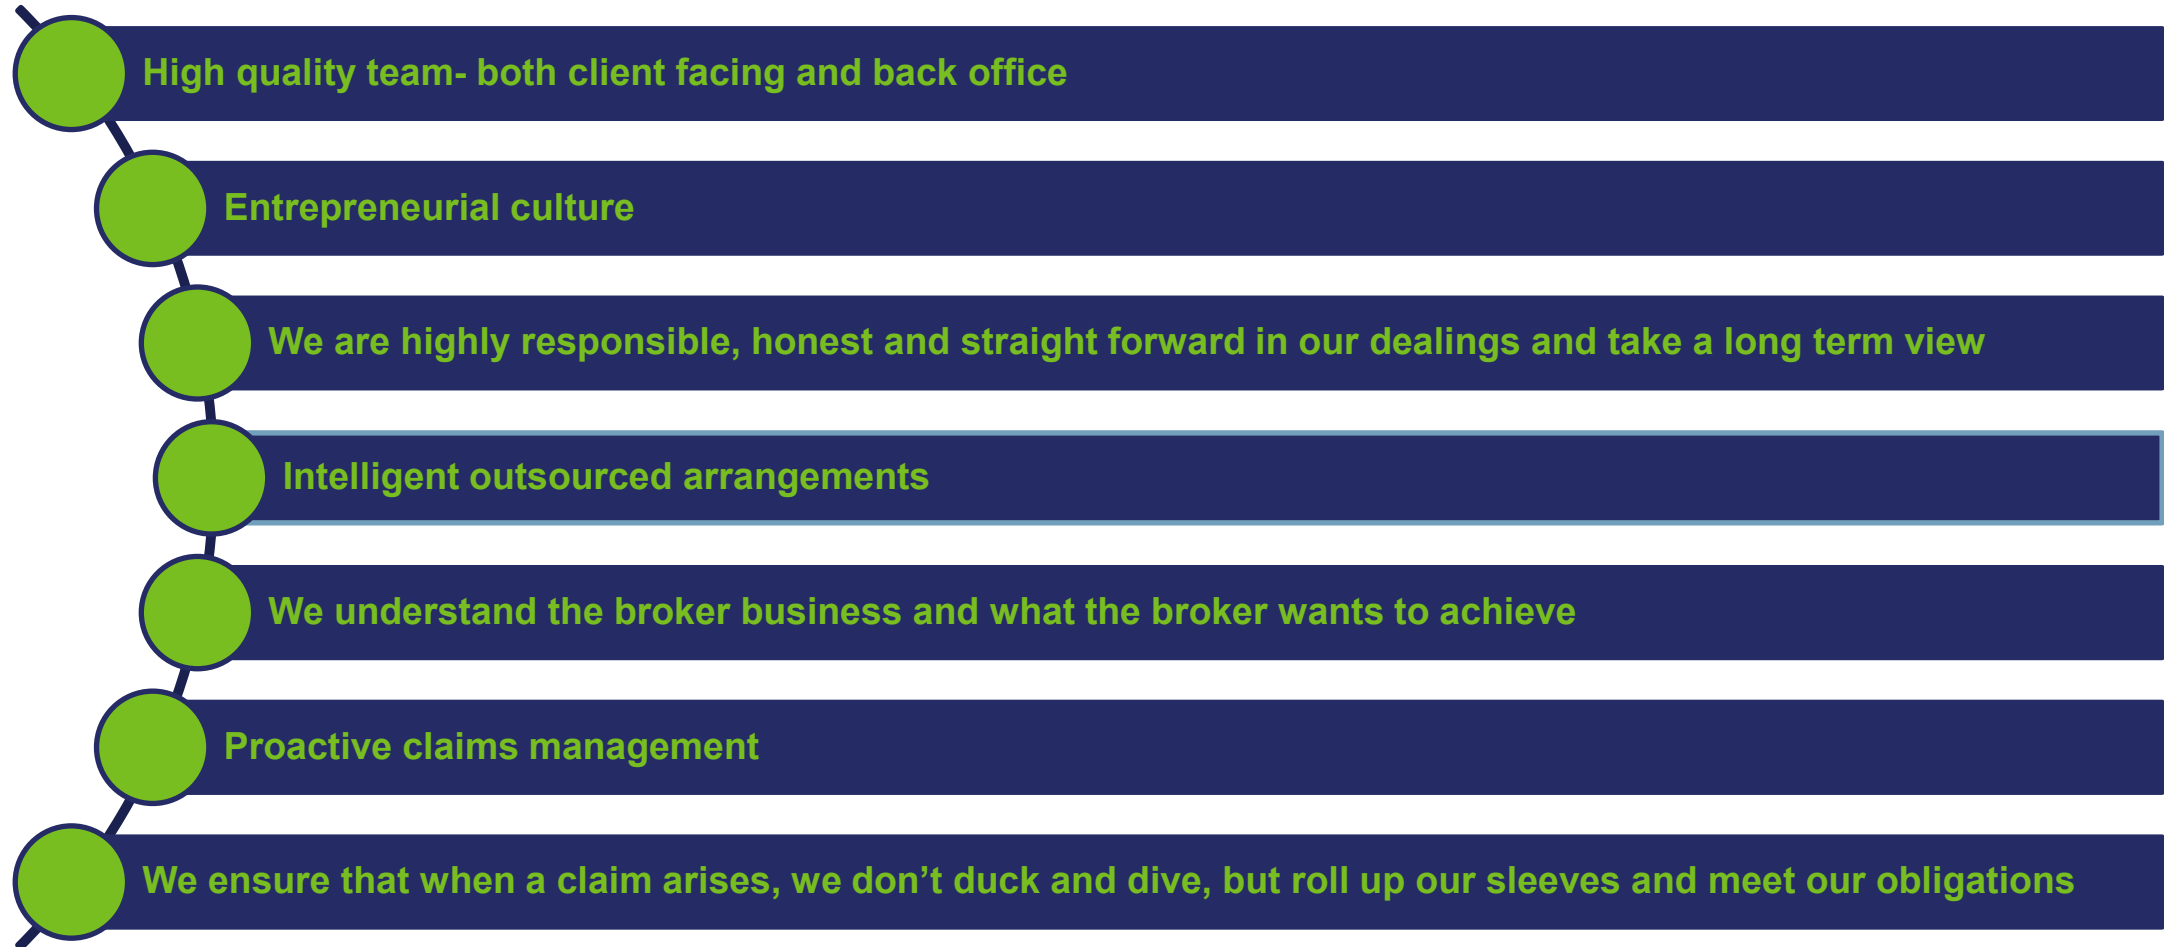 High quality team- both client facing and back office
Entrepreneurial culture
We are highly responsible, honest and straight forward in our dealings and take a long term view
Intelligent outsourced arrangements
We understand the broker business and what the broker wants to achieve
Proactive claims management
We ensure that when a claim arises, we don’t duck and dive, but roll up our sleeves and meet our obligations